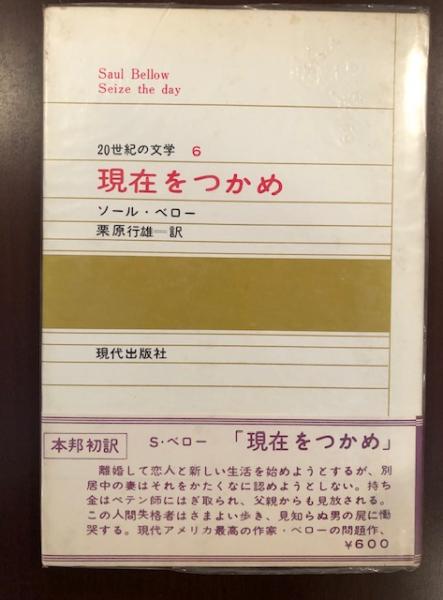 Saul Bellow
Seize the day
20世紀の文学 6
現在をつかめ
ソール・ベロー
栗原行雄=訳
現代出版社
本邦初訳 S・ベロー 「現在をつかめ」
離婚して恋人と新しい生活を始めようとするが、別
居中の妻はそれをかたくなに認めようとしない。持ち
金はペテン師にはぎ取られ、父親からも見放される。
この人間失格者はさまよい歩き、見知らぬ男の屍に慟
哭する。現代アメリカ最高の作家・ベローの問題作、
¥600